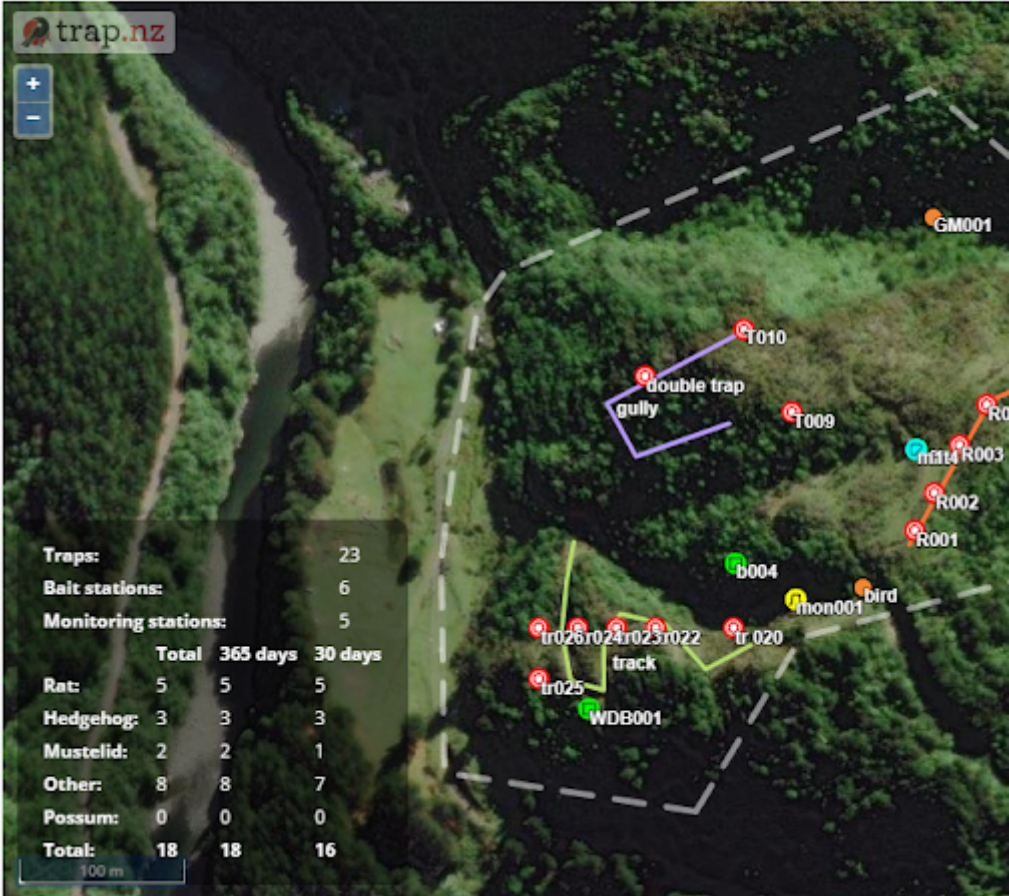 trap.nz
+
−
GM001
T010
double trap
gully
T009
R0
R003
R002
R001
b004
mon001
bird
tr026
tr023
tr 020
track
tr025
WDB001
Traps: 23
Bait stations: 6
Monitoring stations: 5
Total 365 days 30 days
Rat: 5 5 5
Hedgehog: 3 3 3
Mustelid: 2 2 1
Other: 8 8 7
Possum: 0 0 0
Total: 18 18 16
100 m